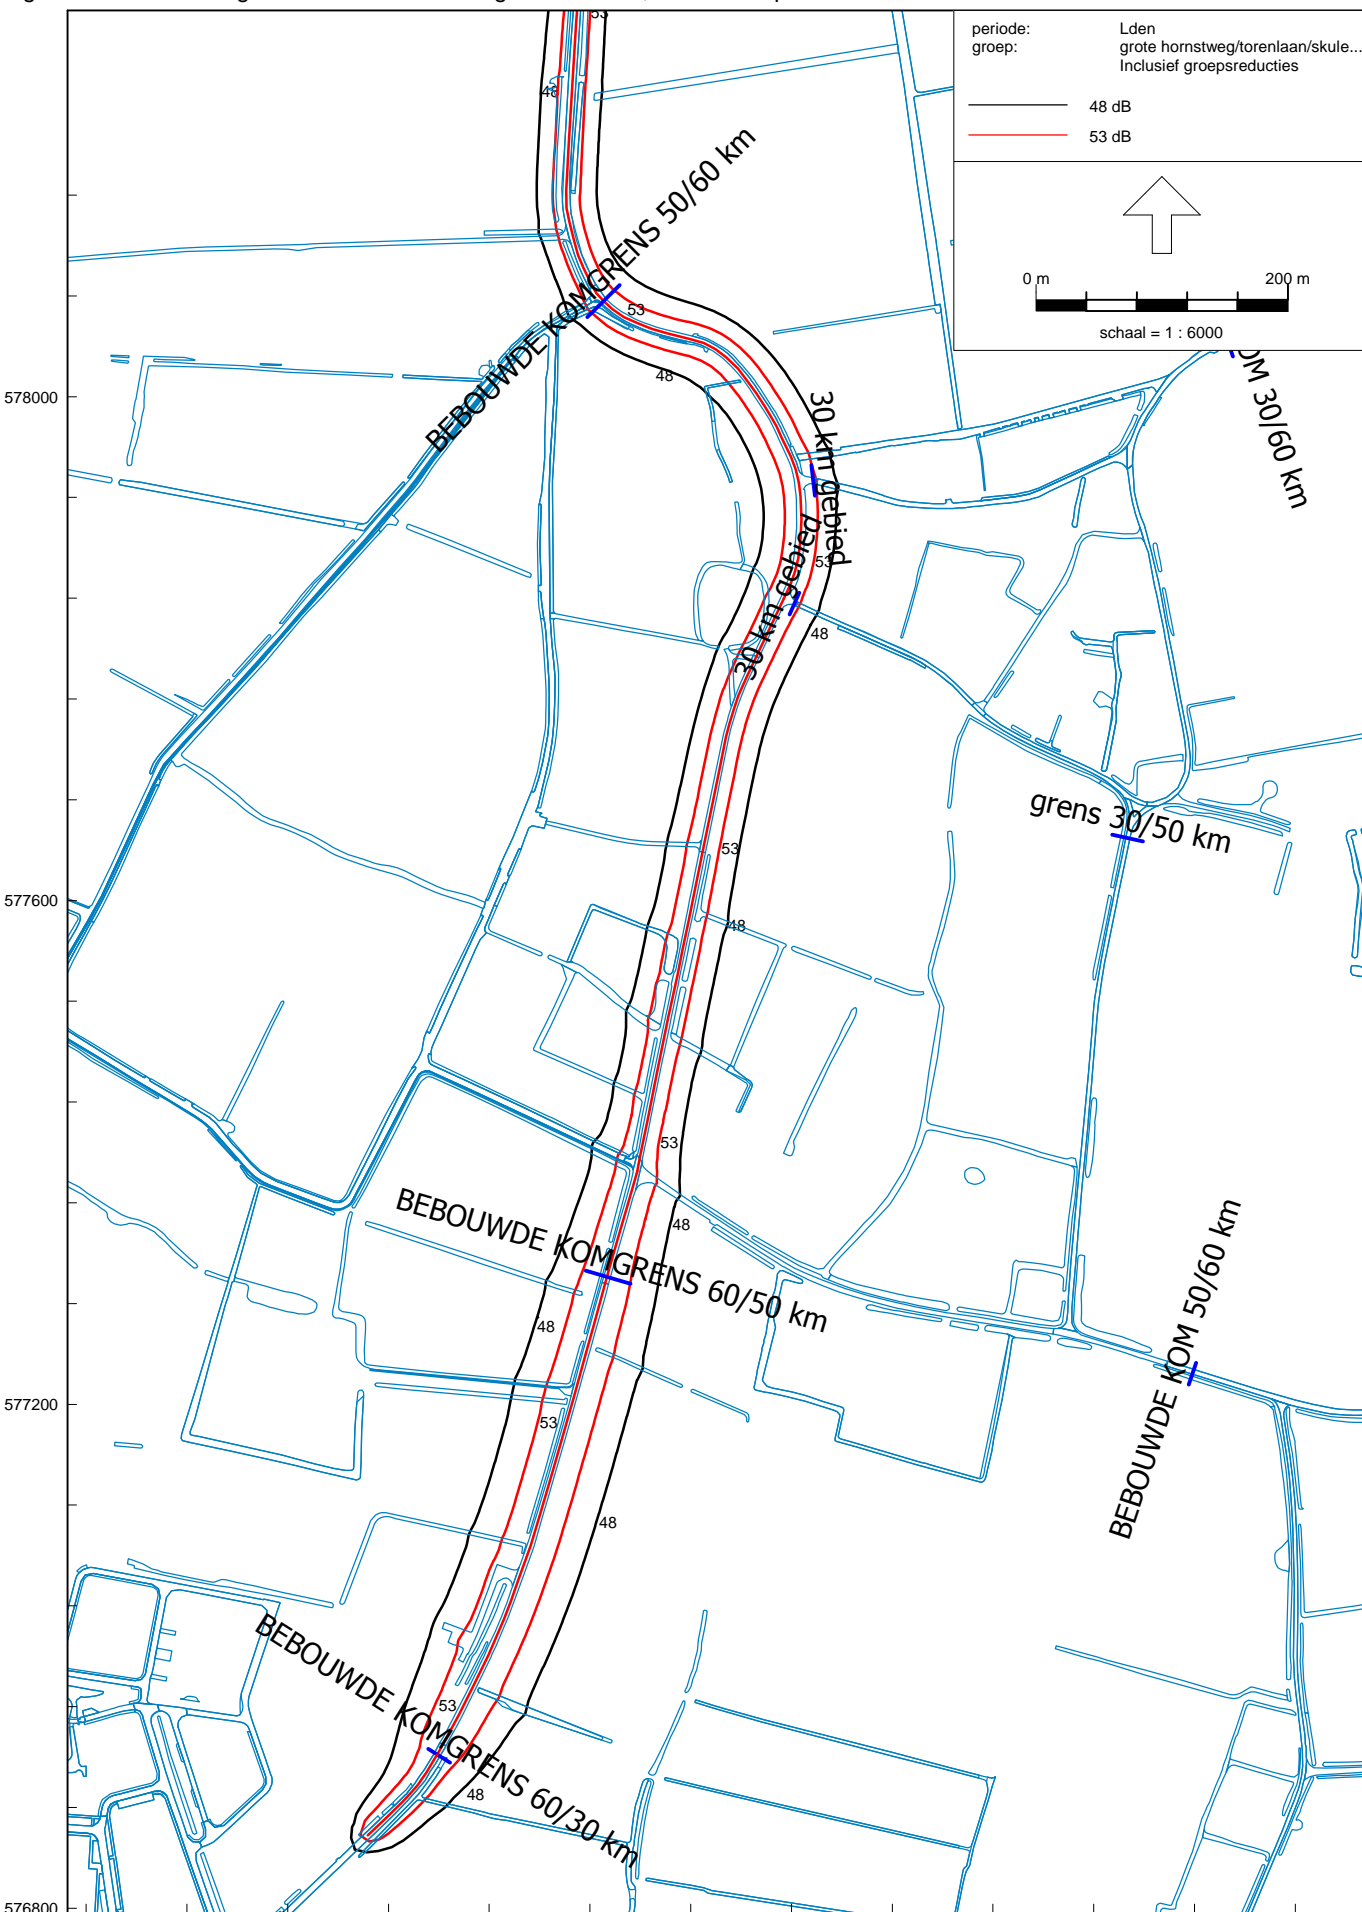 periode: Lden
groep: grote hornstweg/torenlaan/skule...
Inclusief groepsreducties
48 dB
53 dB
0 m 200 m
schaal = 1 : 6000
53
48
BEBOUWDE KOMGRENS 50/60 km
53
48
OM 30/60 km
578000
30 km gebied
30 km gebied
53
48
grens 30/50 km
53
577600
48
53
BEBOUWDE KOMGRENS 60/50 km
48
48
BEBOUWDE KOM 50/60 km
577200
53
48
BEBOUWDE KOMGRENS 60/30 km
53
48
576800